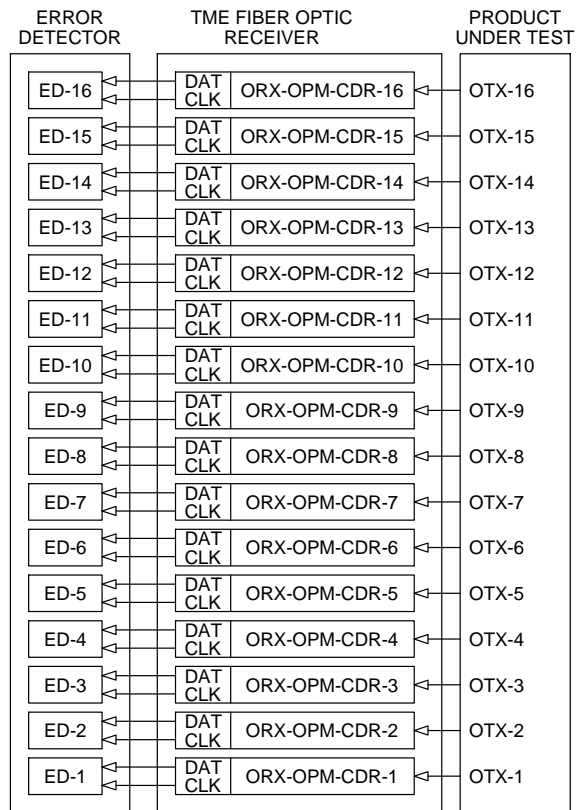 ERROR DETECTOR
TME FIBER OPTIC RECEIVER
PRODUCT UNDER TEST
ED-16 DAT CLK ORX-OPM-CDR-16 OTX-16
ED-15 DAT CLK ORX-OPM-CDR-15 OTX-15
ED-14 DAT CLK ORX-OPM-CDR-14 OTX-14
ED-13 DAT CLK ORX-OPM-CDR-13 OTX-13
ED-12 DAT CLK ORX-OPM-CDR-12 OTX-12
ED-11 DAT CLK ORX-OPM-CDR-11 OTX-11
ED-10 DAT CLK ORX-OPM-CDR-10 OTX-10
ED-9 DAT CLK ORX-OPM-CDR-9 OTX-9
ED-8 DAT CLK ORX-OPM-CDR-8 OTX-8
ED-7 DAT CLK ORX-OPM-CDR-7 OTX-7
ED-6 DAT CLK ORX-OPM-CDR-6 OTX-6
ED-5 DAT CLK ORX-OPM-CDR-5 OTX-5
ED-4 DAT CLK ORX-OPM-CDR-4 OTX-4
ED-3 DAT CLK ORX-OPM-CDR-3 OTX-3
ED-2 DAT CLK ORX-OPM-CDR-2 OTX-2
ED-1 DAT CLK ORX-OPM-CDR-1 OTX-1